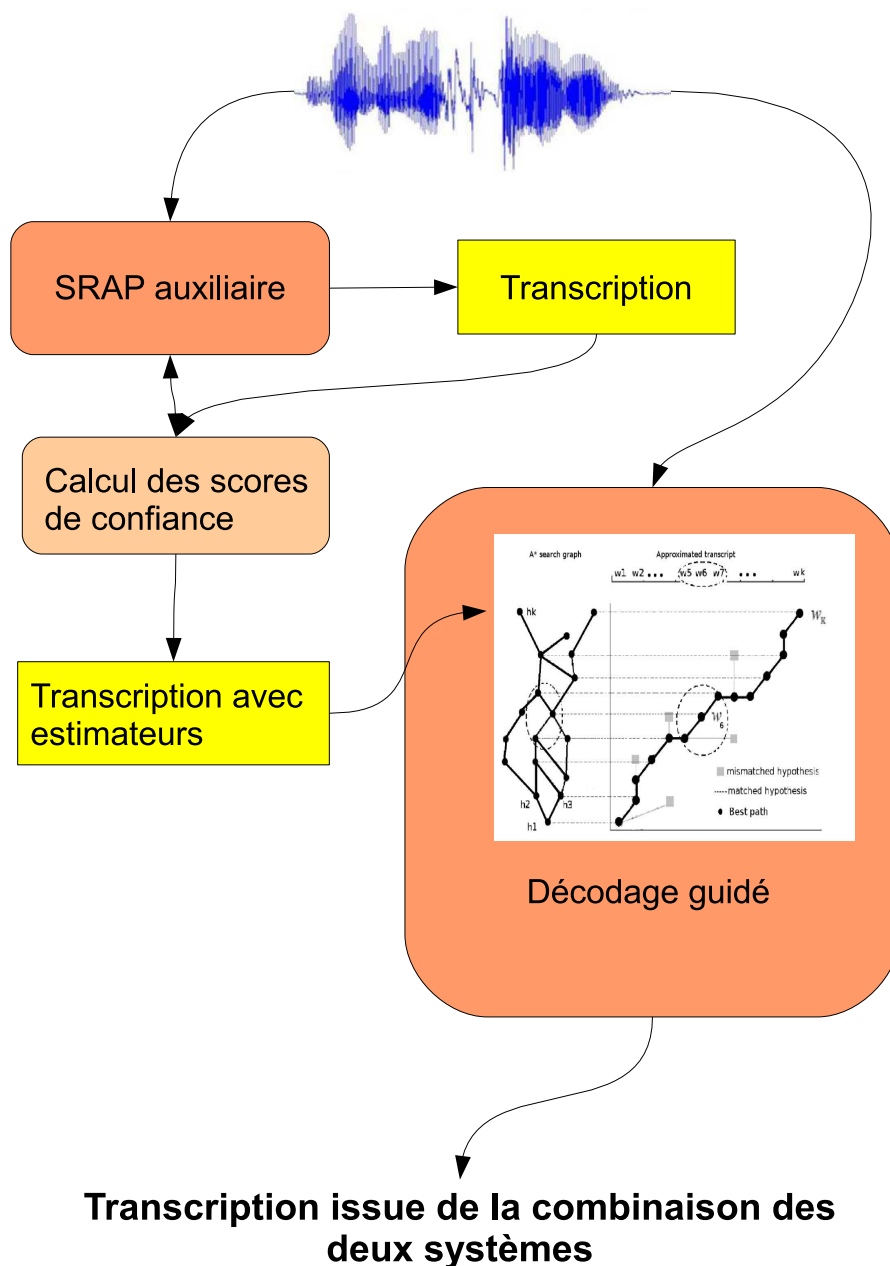 SRAP auxiliaire
Transcription
Calcul des scores
de confiance
Transcription avec
estimateurs
A* search graph
Approximated transcript
w1 w2 ••• w5 w6 w7 ••• wk
hk
W_K
W_6
mismatched hypothesis
matched hypothesis
Best path
h2
h3
h1
Décodage guidé
Transcription issue de la combinaison des
deux systèmes